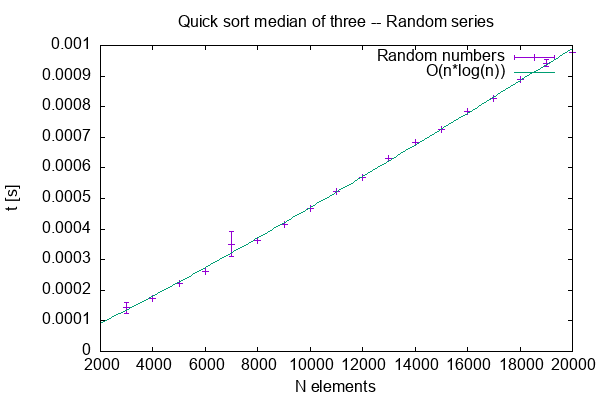 Quick sort median of three -- Random series
0.001
0.0009
0.0008
0.0007
0.0006
0.0005
0.0004
0.0003
0.0002
0.0001
0
t [s]
Random numbers
O(n*log(n))
2000 4000 6000 8000 10000 12000 14000 16000 18000 20000
N elements